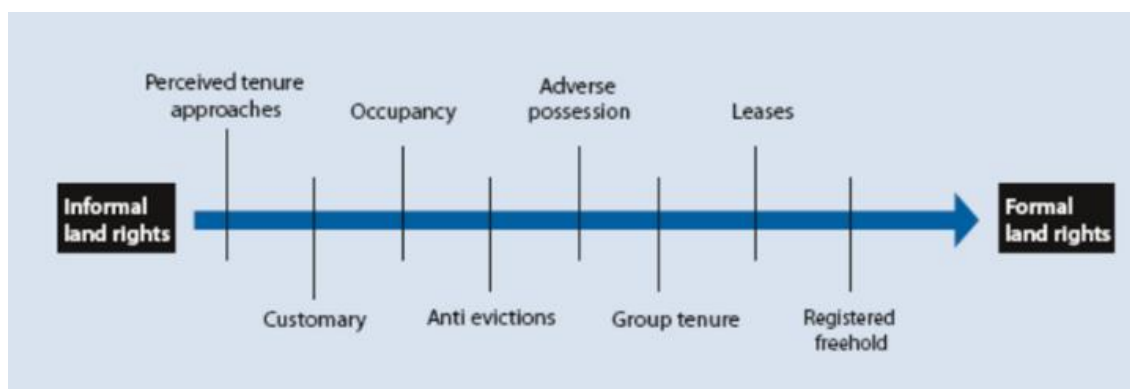 Perceived tenure
approaches
Occupancy
Adverse
possession
Leases
Informal
land rights
Formal
land rights
Customary
Anti evictions
Group tenure
Registered
freehold